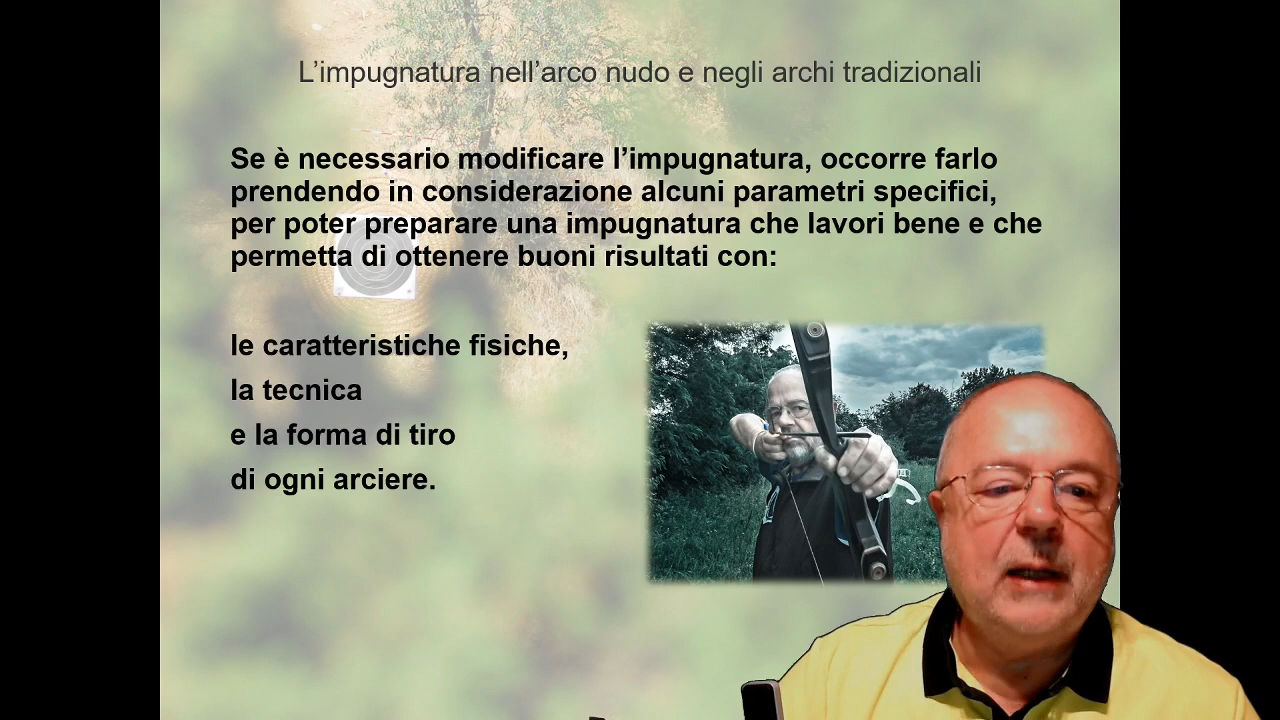 L’impugnatura nell’arco nudo e negli archi tradizionali
Se è necessario modificare l’impugnatura, occorre farlo
prendendo in considerazione alcuni parametri specifici,
per poter preparare una impugnatura che lavori bene e che
permetta di ottenere buoni risultati con:
le caratteristiche fisiche,
la tecnica
e la forma di tiro
di ogni arciere.